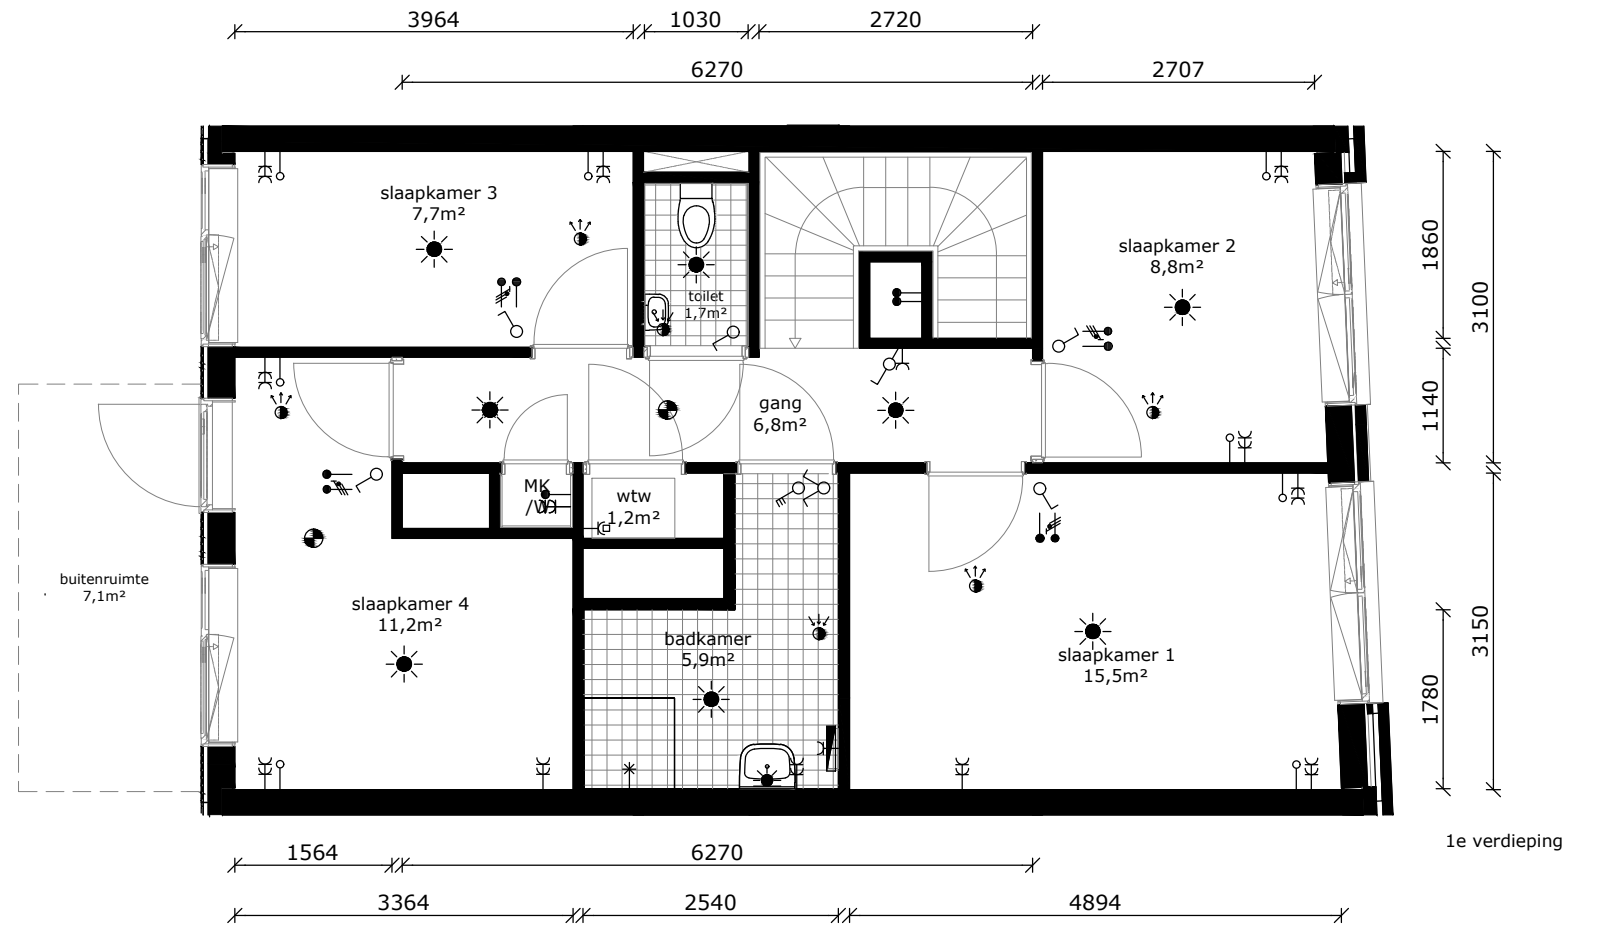 3964
1030
2720
6270
2707
slaapkamer 3
7,7m²
slaapkamer 2
8,8m²
toilet
1,7m²
1860
3100
1140
gang
6,8m²
MK
wtw
1,2m²
buitenruimte
7,1m²
slaapkamer 4
11,2m²
badkamer
5,9m²
slaapkamer 1
15,5m²
3150
1780
1e verdieping
1564
6270
3364
2540
4894